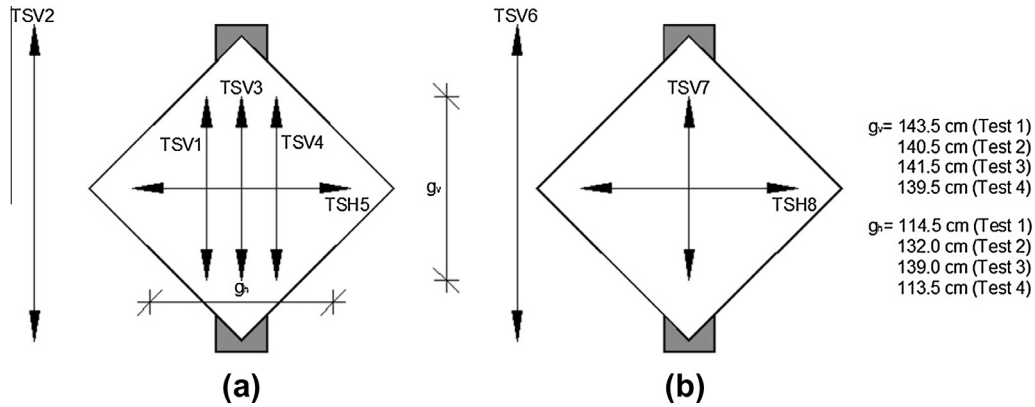 TSV2
TSV3
TSV1
TSV4
TSH5
gᵥ
gₕ
(a)
TSV6
TSV7
TSH8
(b)
gᵥ= 143.5 cm (Test 1)
140.5 cm (Test 2)
141.5 cm (Test 3)
139.5 cm (Test 4)
gₕ= 114.5 cm (Test 1)
132.0 cm (Test 2)
139.0 cm (Test 3)
113.5 cm (Test 4)